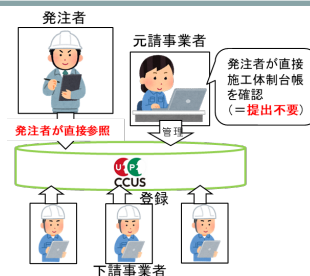 発注者
元請事業者
発注者が直接
施工体制台帳
を確認
（＝提出不要）
発注者が直接参照
管理
CCUS
登録
下請事業者